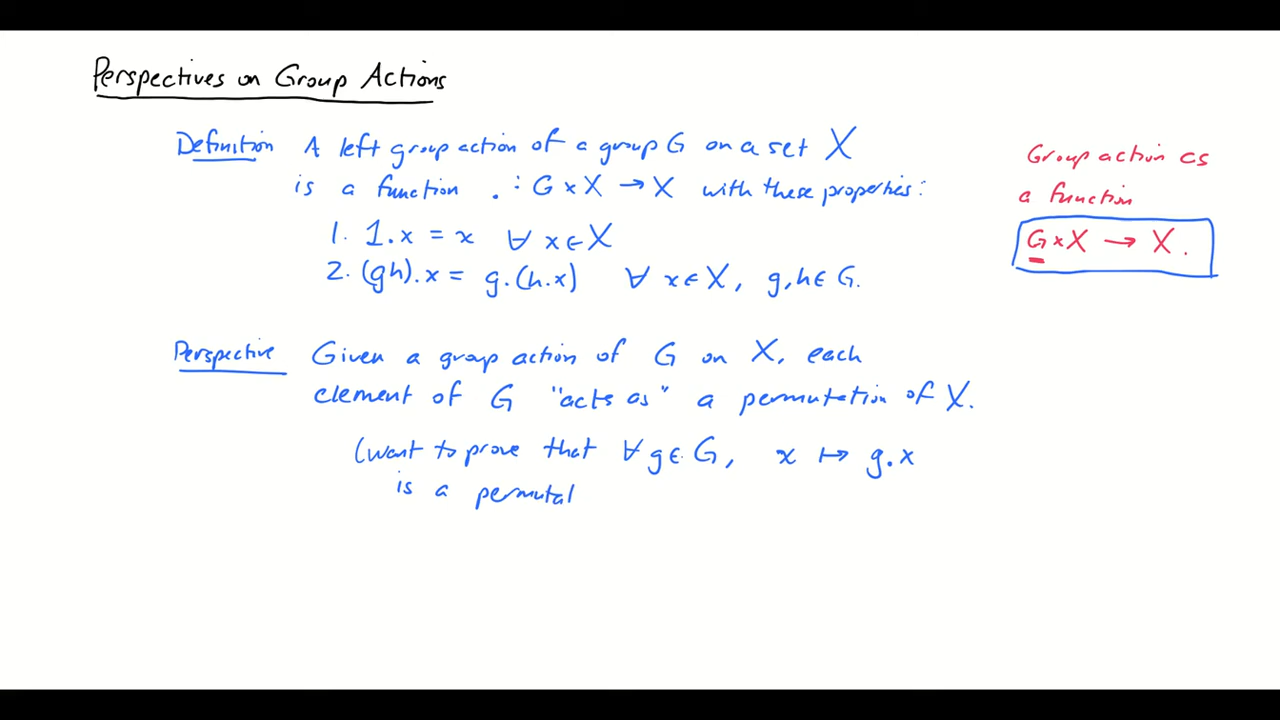 Perspectives on Group Actions
Definition A left group action of a group G on a set X
is a function . : G × X → X with these properties:
1. 1.x = x ∀ x ∈ X
2. (gh).x = g.(h.x) ∀ x ∈ X, g,h ∈ G.
Group action as
a function
G × X → X.
Perspective Given a group action of G on X, each
element of G "acts as" a permutation of X.
(want to prove that ∀ g ∈ G, x ↦ g.x
is a permutal